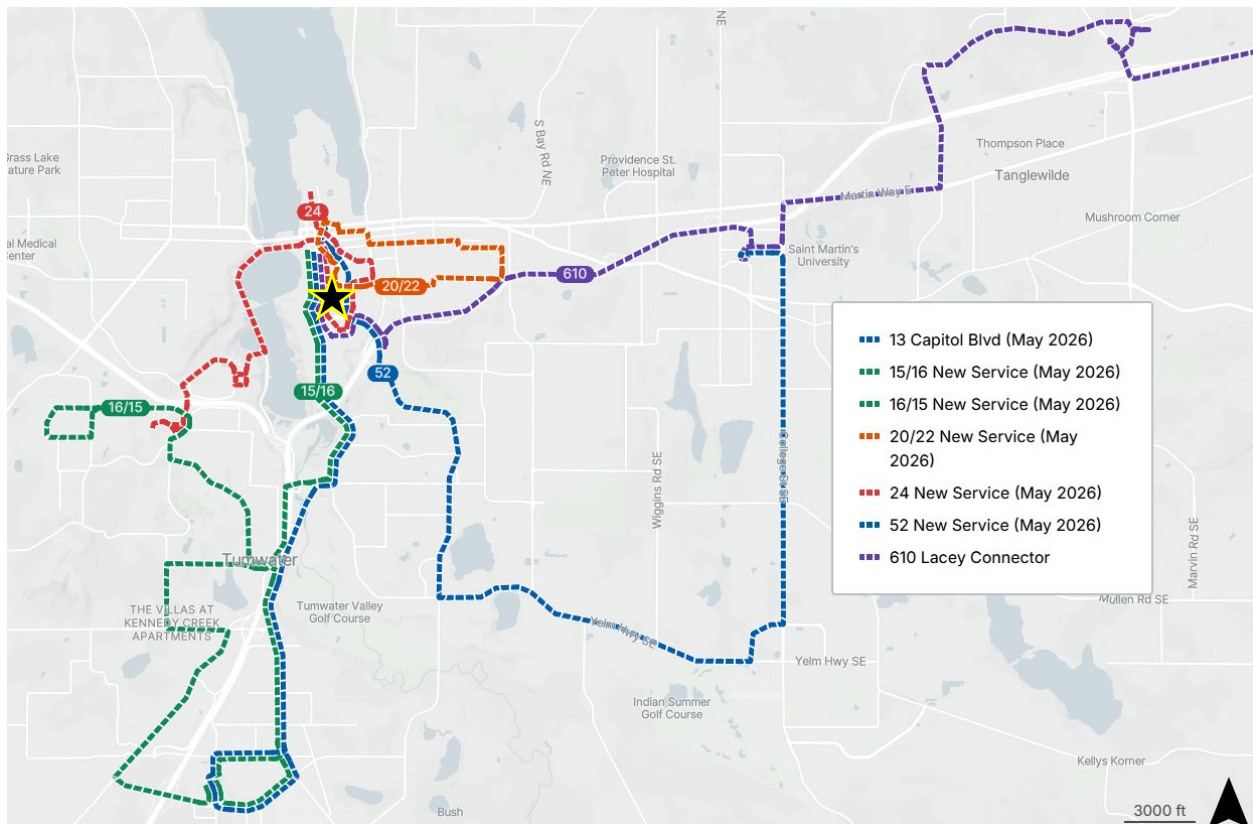 NE
S Bay Rd NE
Providence St.
Peter Hospital
Thompson Place
Tanglewilde
Grass Lake
ature Park
Martin Way E
Mushroom Corner
24
al Medical
Center
Saint Martin's
University
610
20/22
13 Capitol Blvd (May 2026)
15/16 New Service (May 2026)
16/15 New Service (May 2026)
20/22 New Service (May
2026)
24 New Service (May 2026)
52 New Service (May 2026)
610 Lacey Connector
52
15/16
16/15
College St SE
Wiggins Rd SE
Marvin Rd SE
Tumwater
THE VILLAS AT
KENNEDY CREEK
APARTMENTS
Tumwater Valley
Golf Course
Mullen Rd SE
Yelm Hwy SE
Yelm Hwy SE
Indian Summer
Golf Course
Kellys Korner
Bush
3000 ft